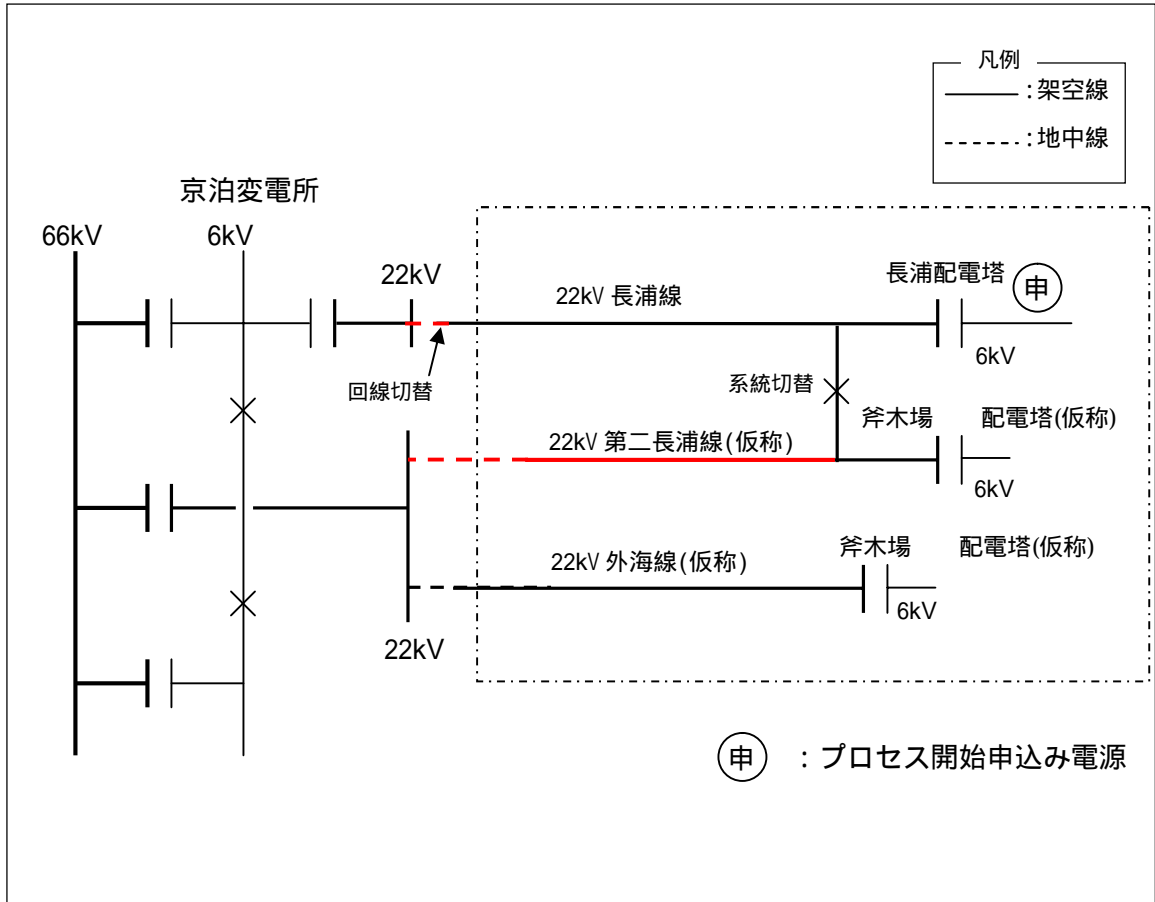 凡例
: 架空線
: 地中線
京泊変電所
66kV
6kV
22kV
22kV 長浦線
長浦配電塔
申
6kV
回線切替
系統切替
斧木場 配電塔(仮称)
22kV 第二長浦線(仮称)
6kV
斧木場 配電塔(仮称)
22kV 外海線(仮称)
6kV
22kV
申 : プロセス開始申込み電源